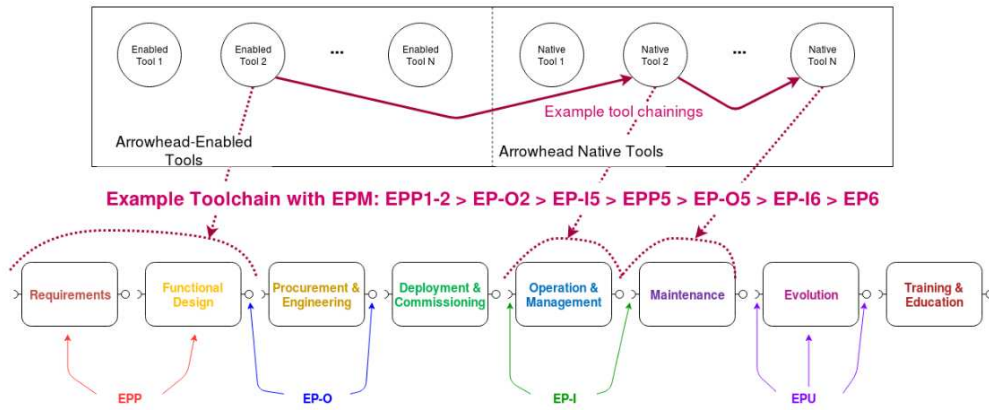 Enabled
Tool 1
Enabled
Tool 2
...
Enabled
Tool N
Native
Tool 1
Native
Tool 2
...
Native
Tool N
Example tool chainings
Arrowhead-Enabled
Tools
Arrowhead Native Tools
Example Toolchain with EPM: EPP1-2 > EP-O2 > EP-I5 > EPP5 > EP-O5 > EP-I6 > EP6
Requirements
Functional
Design
Procurement &
Engineering
Deployment &
Commissioning
Operation &
Management
Maintenance
Evolution
Training &
Education
EPP
EP-O
EP-I
EPU